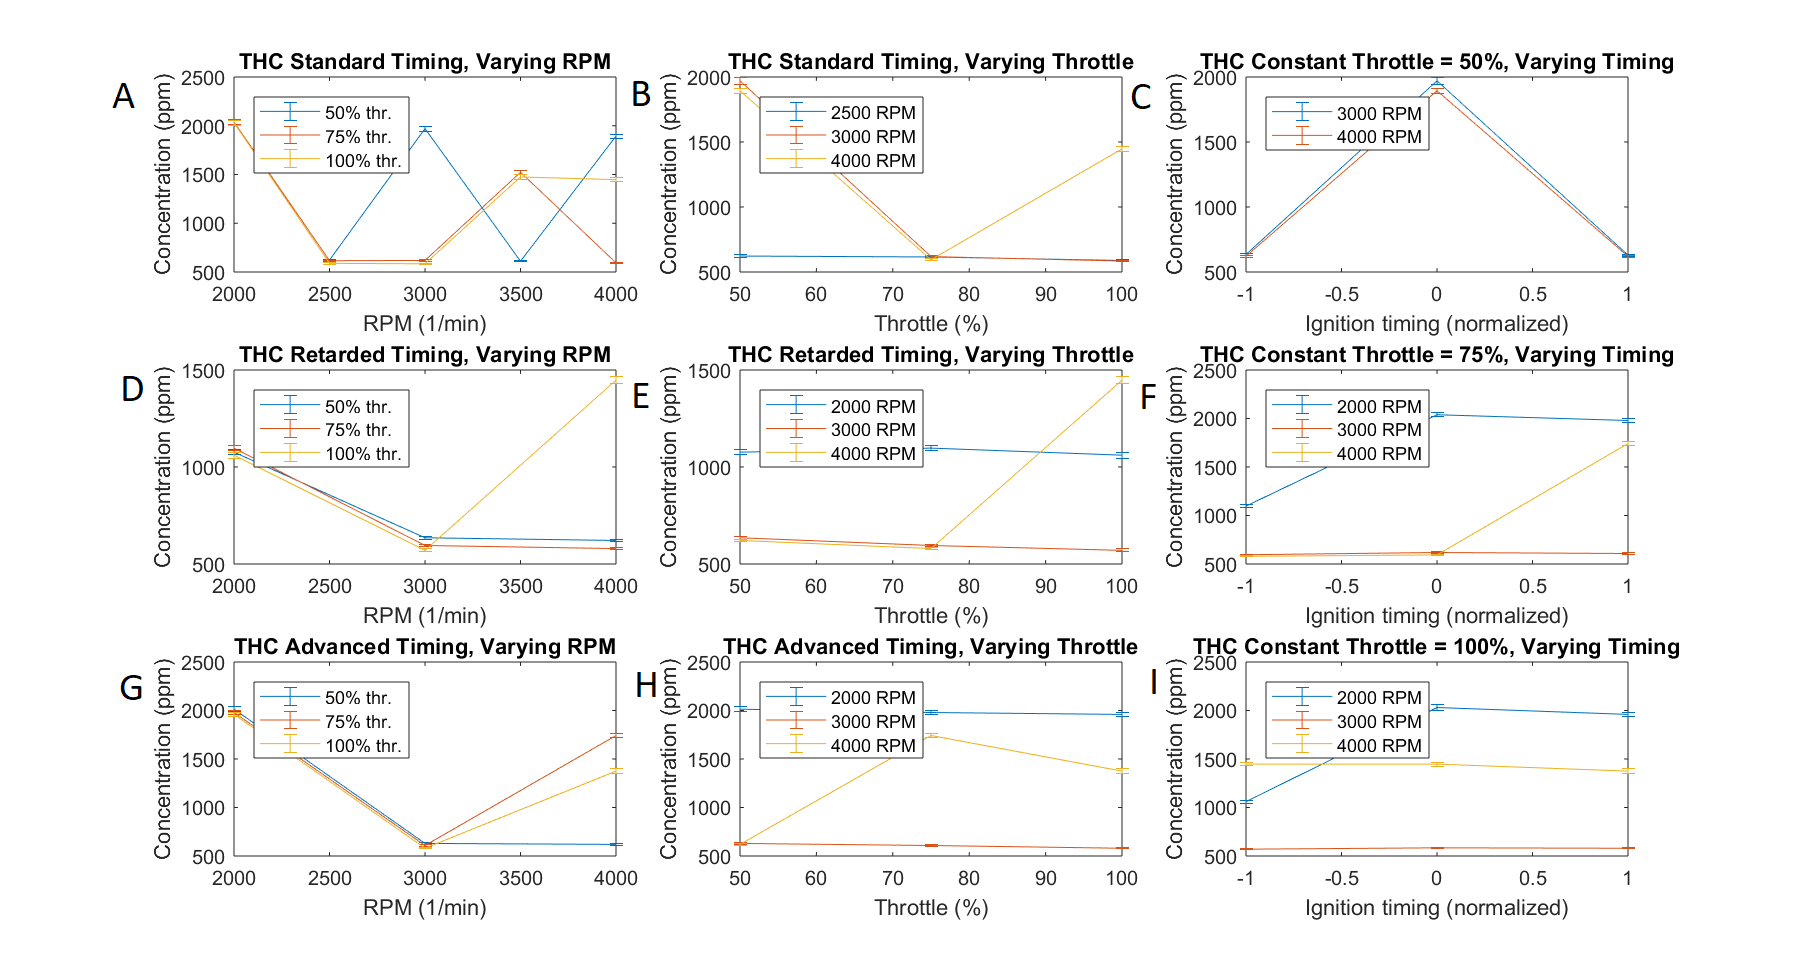 A
THC Standard Timing, Varying RPM
Concentration (ppm)
2500
2000
1500
1000
500
50% thr.
75% thr.
100% thr.
2000 2500 3000 3500 4000
RPM (1/min)
B
THC Standard Timing, Varying Throttle
Concentration (ppm)
2000
1500
1000
500
2500 RPM
3000 RPM
4000 RPM
50 60 70 80 90 100
Throttle (%)
C
THC Constant Throttle = 50%, Varying Timing
Concentration (ppm)
2000
1500
1000
500
3000 RPM
4000 RPM
-1 -0.5 0 0.5 1
Ignition timing (normalized)
D
THC Retarded Timing, Varying RPM
Concentration (ppm)
1500
1000
500
50% thr.
75% thr.
100% thr.
2000 2500 3000 3500 4000
RPM (1/min)
E
THC Retarded Timing, Varying Throttle
Concentration (ppm)
1500
1000
500
2000 RPM
3000 RPM
4000 RPM
50 60 70 80 90 100
Throttle (%)
F
THC Constant Throttle = 75%, Varying Timing
Concentration (ppm)
2500
2000
1500
1000
500
2000 RPM
3000 RPM
4000 RPM
-1 -0.5 0 0.5 1
Ignition timing (normalized)
G
THC Advanced Timing, Varying RPM
Concentration (ppm)
2500
2000
1500
1000
500
50% thr.
75% thr.
100% thr.
2000 2500 3000 3500 4000
RPM (1/min)
H
THC Advanced Timing, Varying Throttle
Concentration (ppm)
2500
2000
1500
1000
500
2000 RPM
3000 RPM
4000 RPM
50 60 70 80 90 100
Throttle (%)
I
THC Constant Throttle = 100%, Varying Timing
Concentration (ppm)
2500
2000
1500
1000
500
2000 RPM
3000 RPM
4000 RPM
-1 -0.5 0 0.5 1
Ignition timing (normalized)